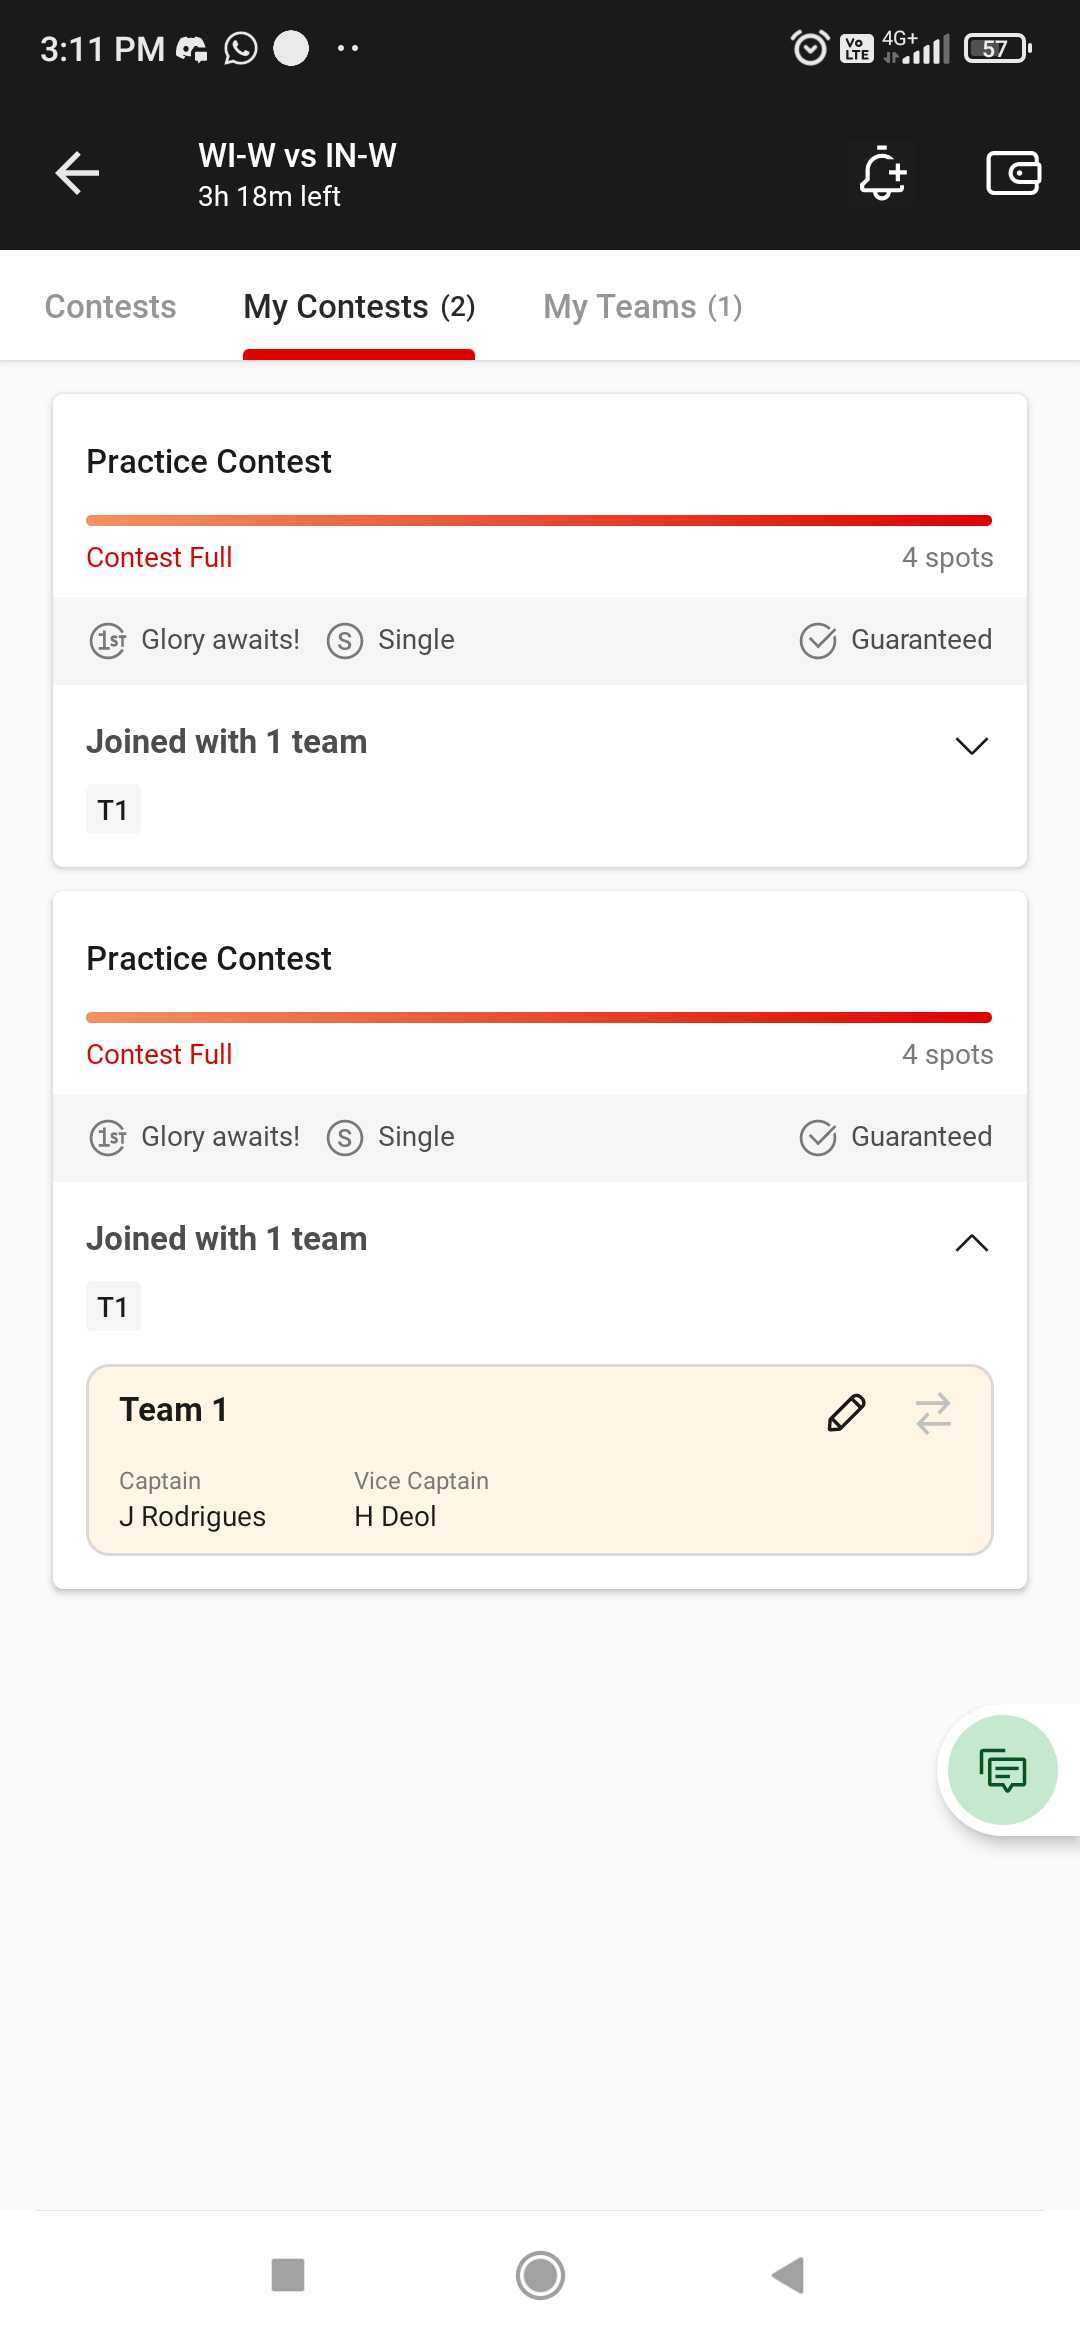 3:11 PM
Vo LTE
4G+
57
WI-W vs IN-W
3h 18m left
Contests
My Contests (2)
My Teams (1)
Practice Contest
Contest Full
4 spots
1ST Glory awaits!
S Single
Guaranteed
Joined with 1 team
T1
Practice Contest
Contest Full
4 spots
1ST Glory awaits!
S Single
Guaranteed
Joined with 1 team
T1
Team 1
Captain
Vice Captain
J Rodrigues
H Deol